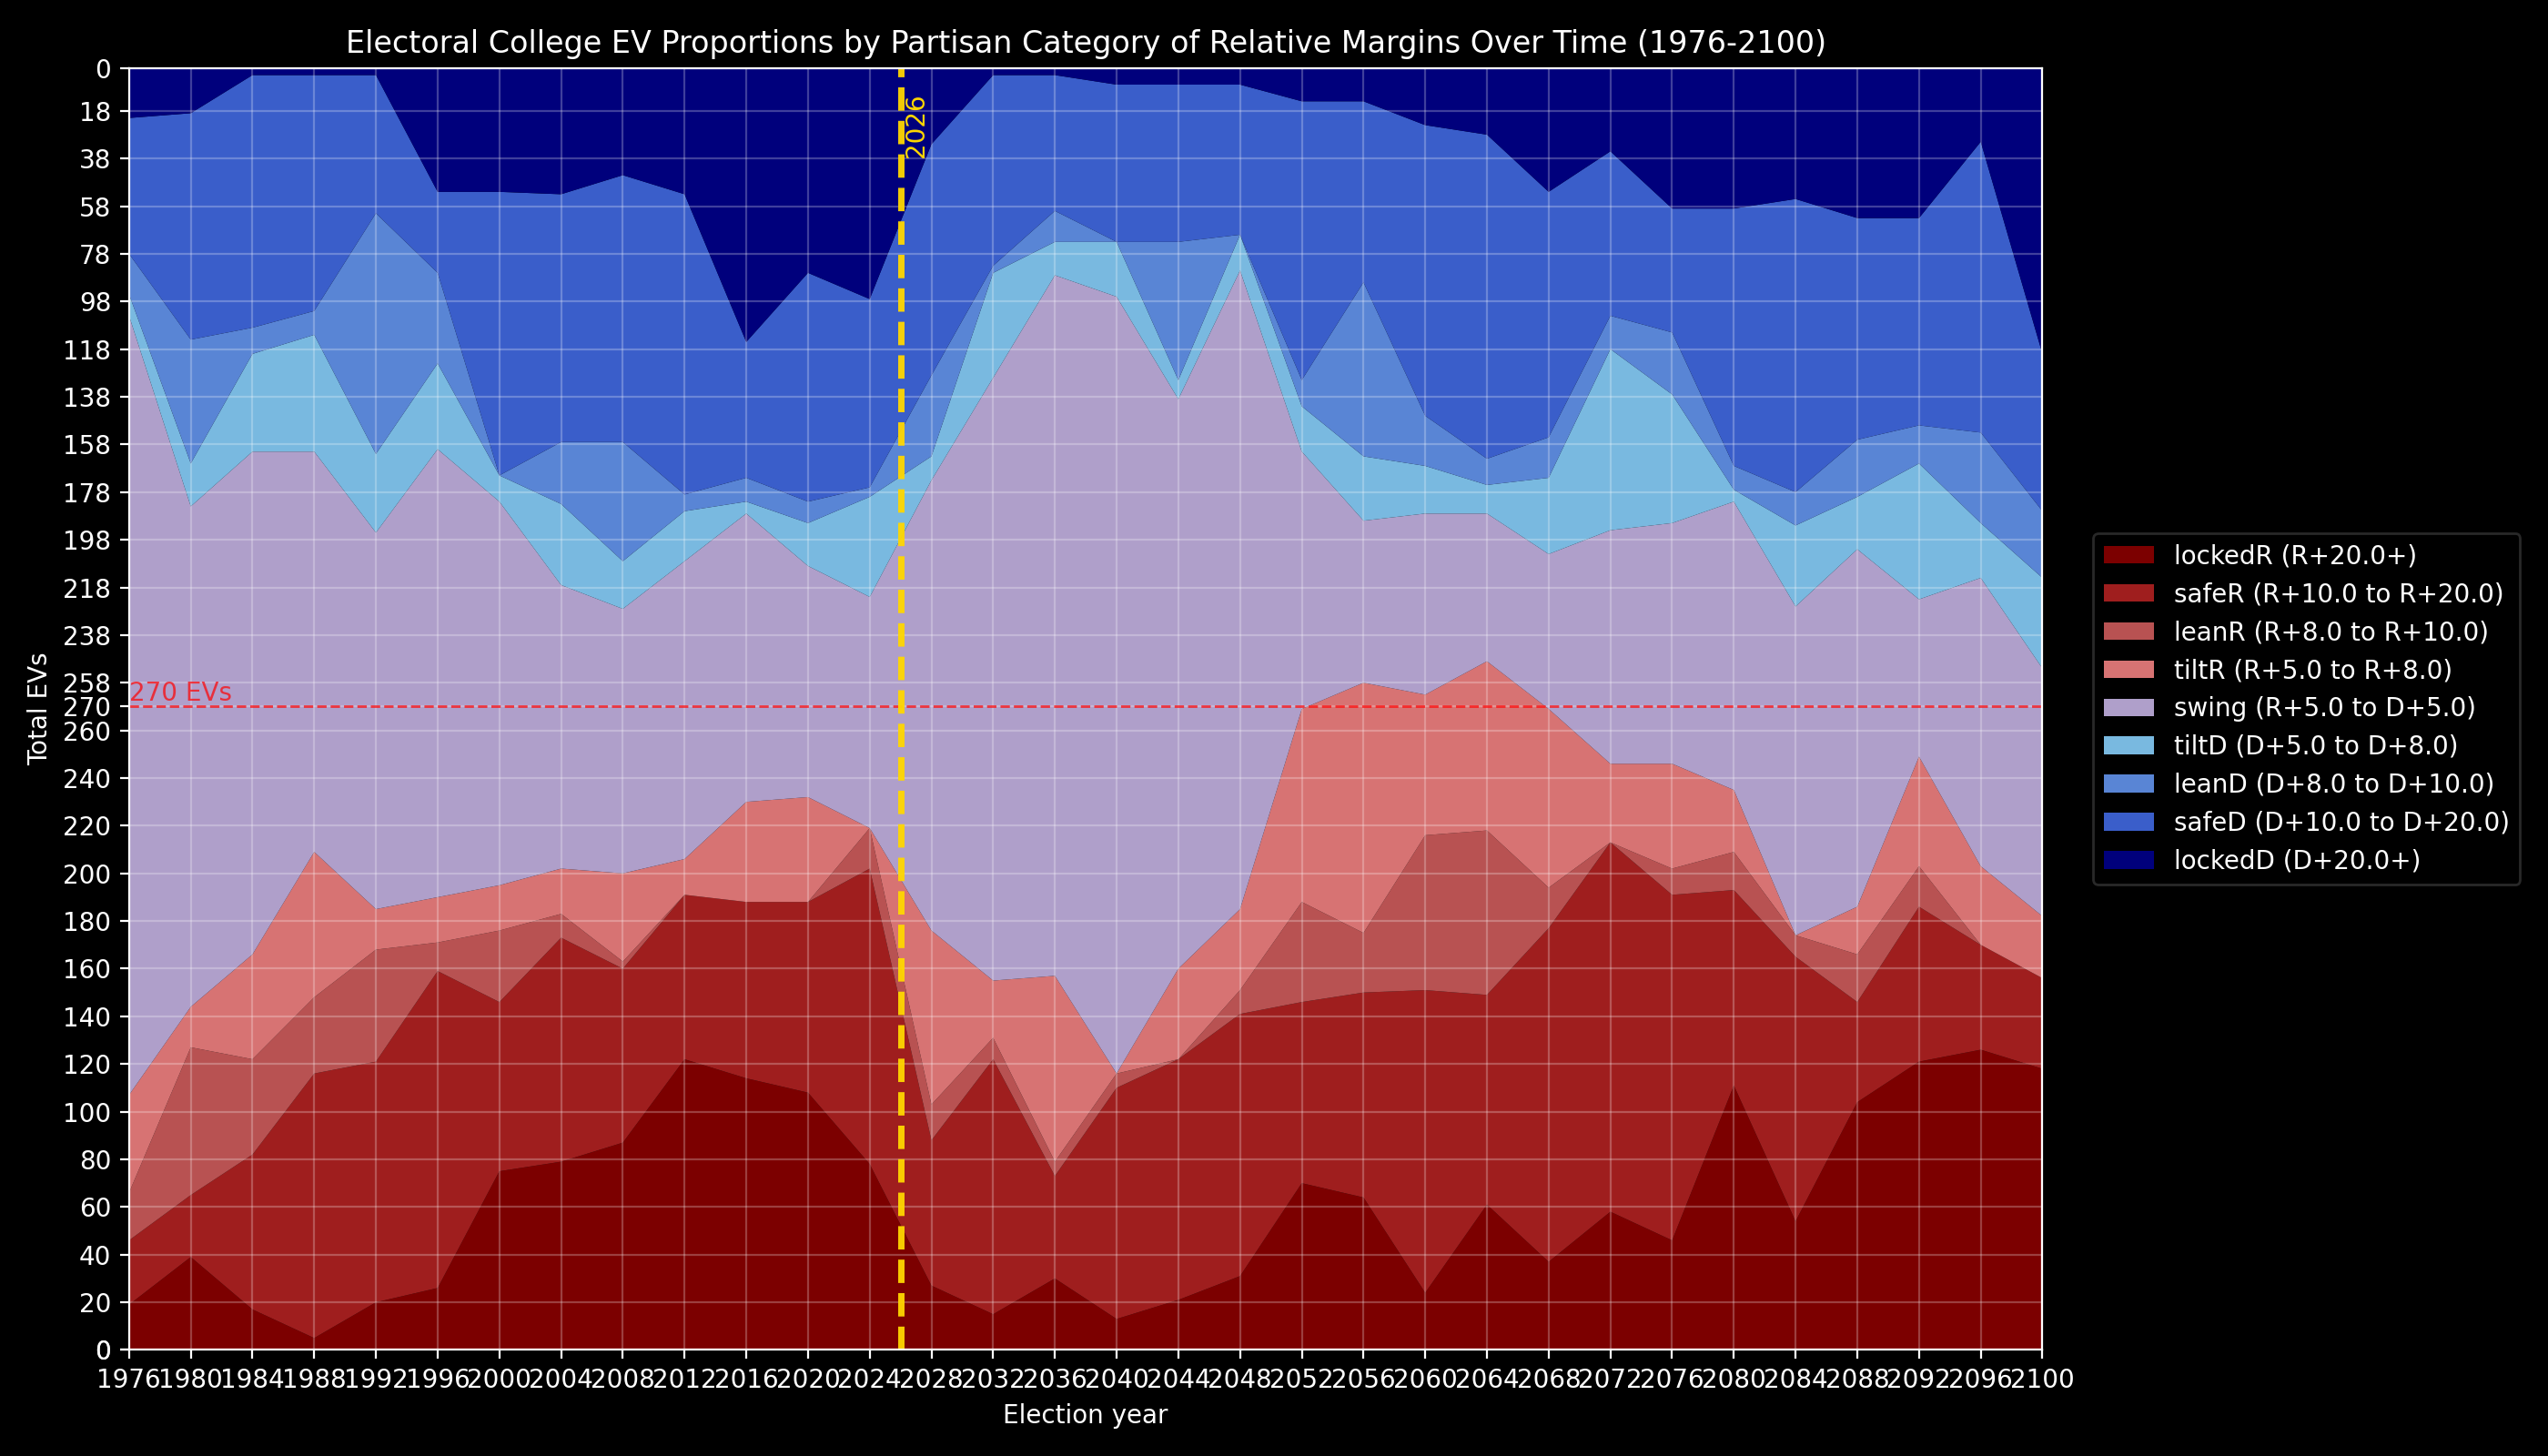 Electoral College EV Proportions by Partisan Category of Relative Margins Over Time (1976-2100)
0
18
38
58
78
98
118
138
158
178
198
218
238
258
270
260
240
220
200
180
160
140
120
100
80
60
40
20
0
Total EVs
2026
270 EVs
1976 1980 1984 1988 1992 1996 2000 2004 2008 2012 2016 2020 2024 2028 2032 2036 2040 2044 2048 2052 2056 2060 2064 2068 2072 2076 2080 2084 2088 2092 2096 2100
Election year
lockedR (R+20.0+)
safeR (R+10.0 to R+20.0)
leanR (R+8.0 to R+10.0)
tiltR (R+5.0 to R+8.0)
swing (R+5.0 to D+5.0)
tiltD (D+5.0 to D+8.0)
leanD (D+8.0 to D+10.0)
safeD (D+10.0 to D+20.0)
lockedD (D+20.0+)